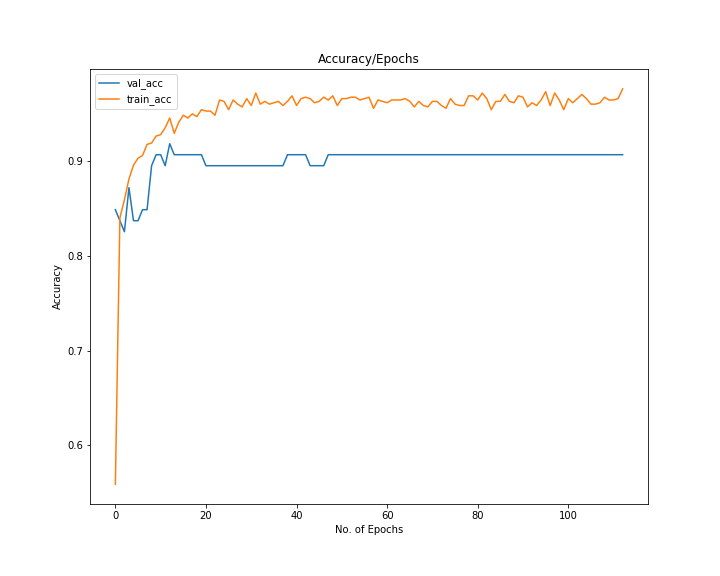 Accuracy/Epochs
val_acc
train_acc
0.9
0.8
0.7
0.6
Accuracy
0
20
40
60
80
100
No. of Epochs